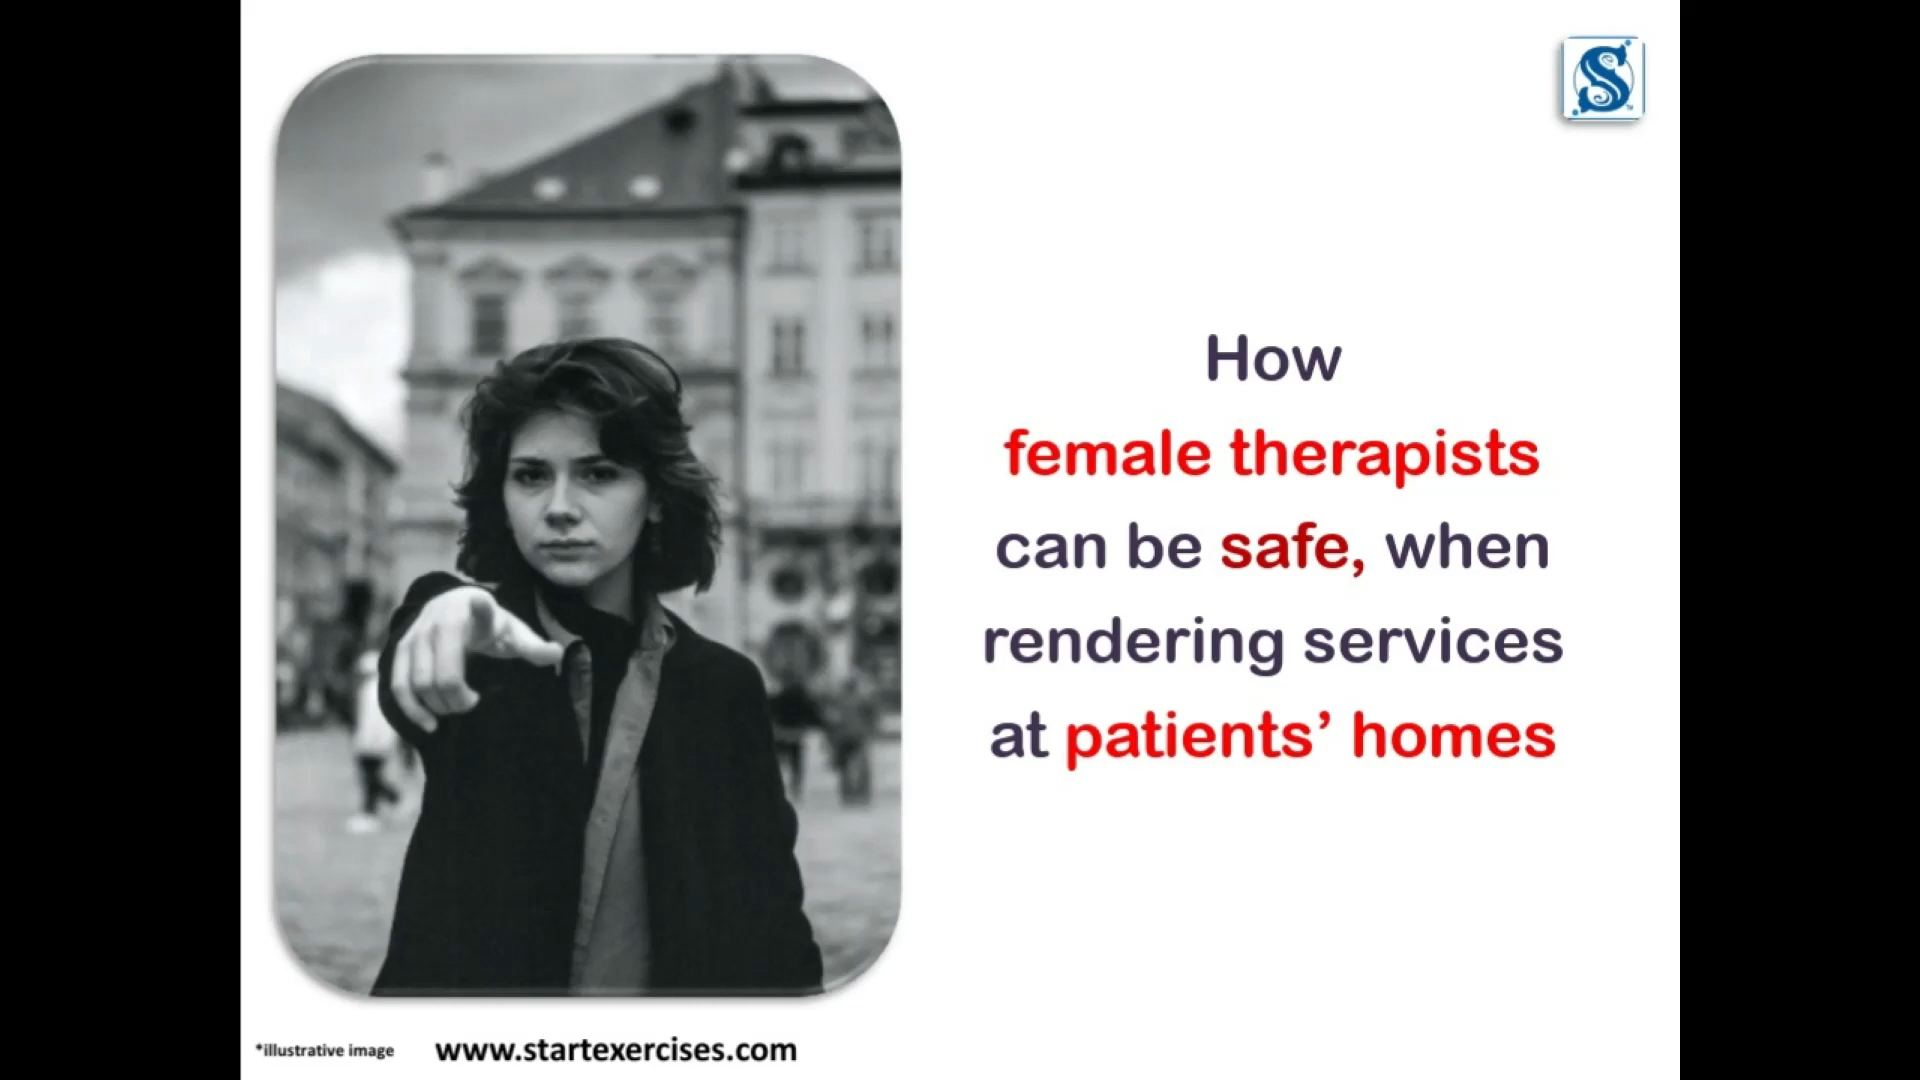 How
female therapists
can be safe, when
rendering services
at patients’ homes
*illustrative image
www.startexercises.com
S